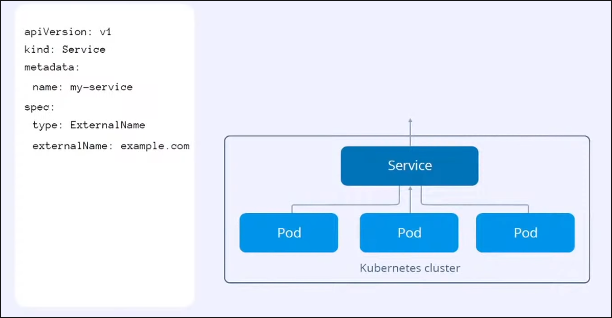 apiVersion: v1
kind: Service
metadata:
name: my-service
spec:
type: ExternalName
externalName: example.com
Service
Pod
Pod
Pod
Kubernetes cluster